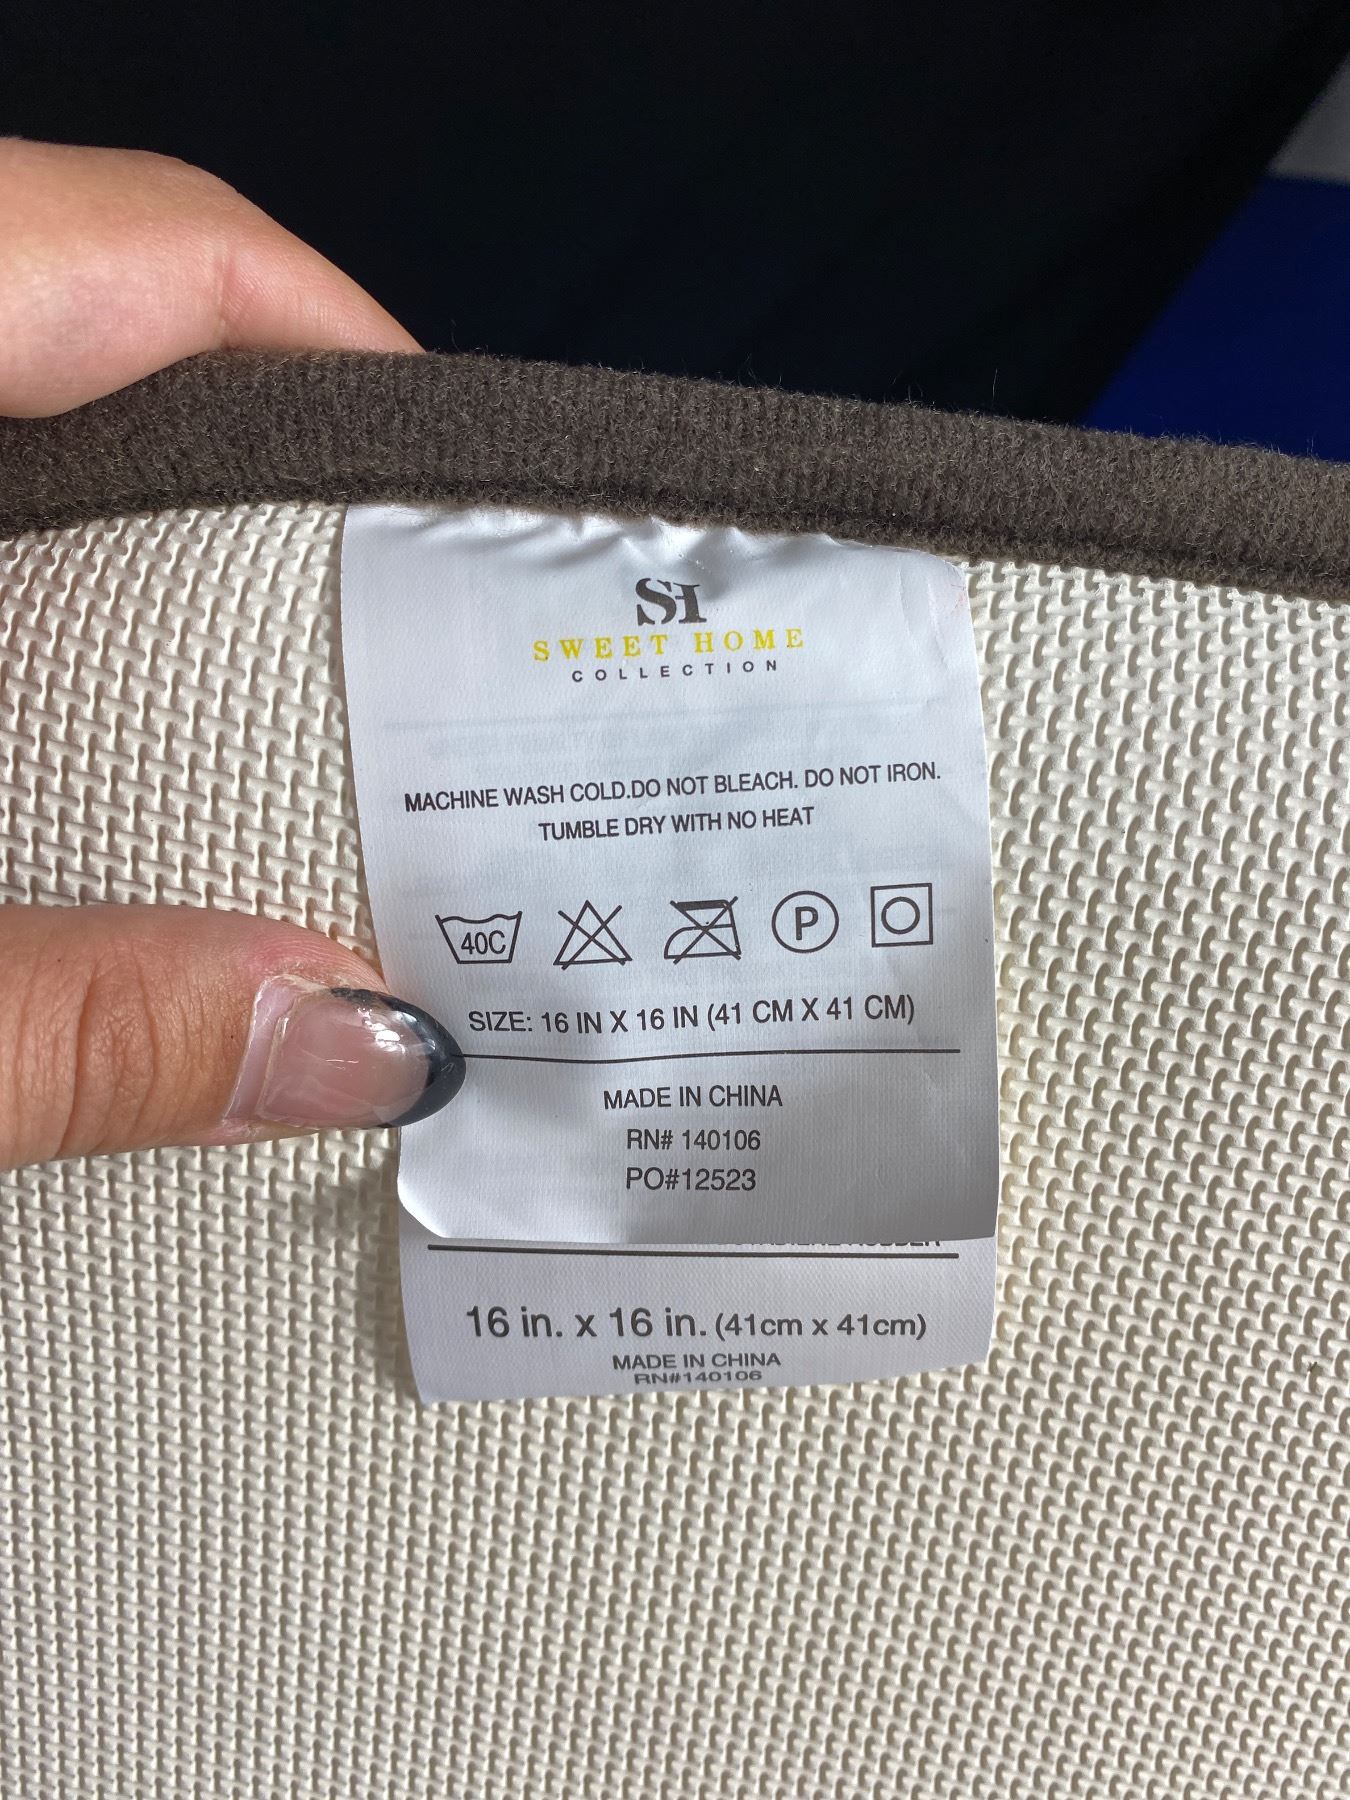 SH
SWEET HOME
COLLECTION
MACHINE WASH COLD.DO NOT BLEACH. DO NOT IRON.
TUMBLE DRY WITH NO HEAT
40C P
SIZE: 16 IN X 16 IN (41 CM X 41 CM)
MADE IN CHINA
RN# 140106
PO#12523
RUBBER
16 in. x 16 in. (41cm x 41cm)
MADE IN CHINA
RN#140106